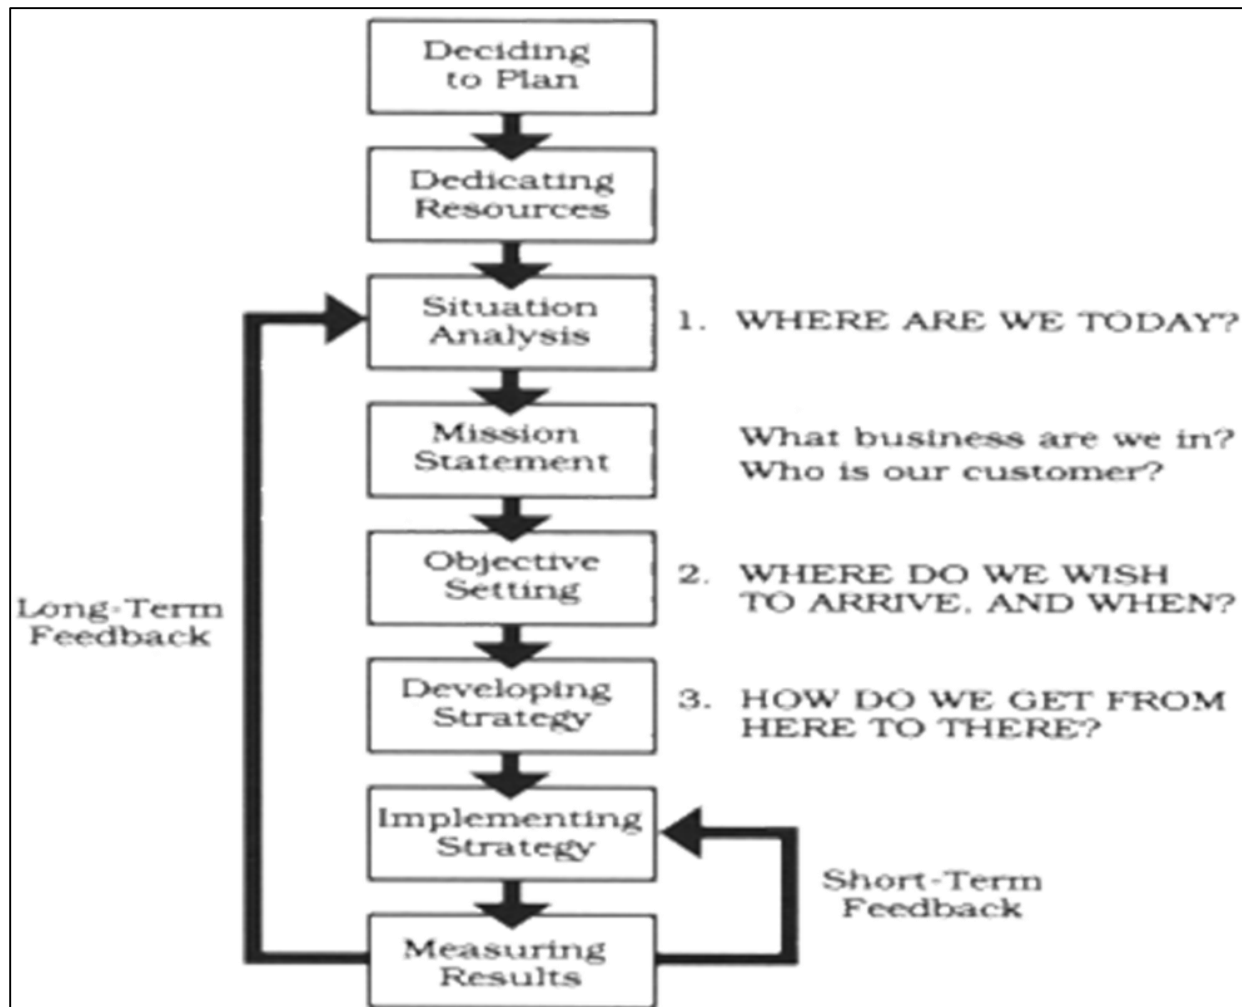 Deciding
to Plan
Dedicating
Resources
Situation
Analysis
1. WHERE ARE WE TODAY?
Mission
Statement
What business are we in?
Who is our customer?
Objective
Setting
2. WHERE DO WE WISH
TO ARRIVE, AND WHEN?
Long-Term
Feedback
Developing
Strategy
3. HOW DO WE GET FROM
HERE TO THERE?
Implementing
Strategy
Short-Term
Feedback
Measuring
Results